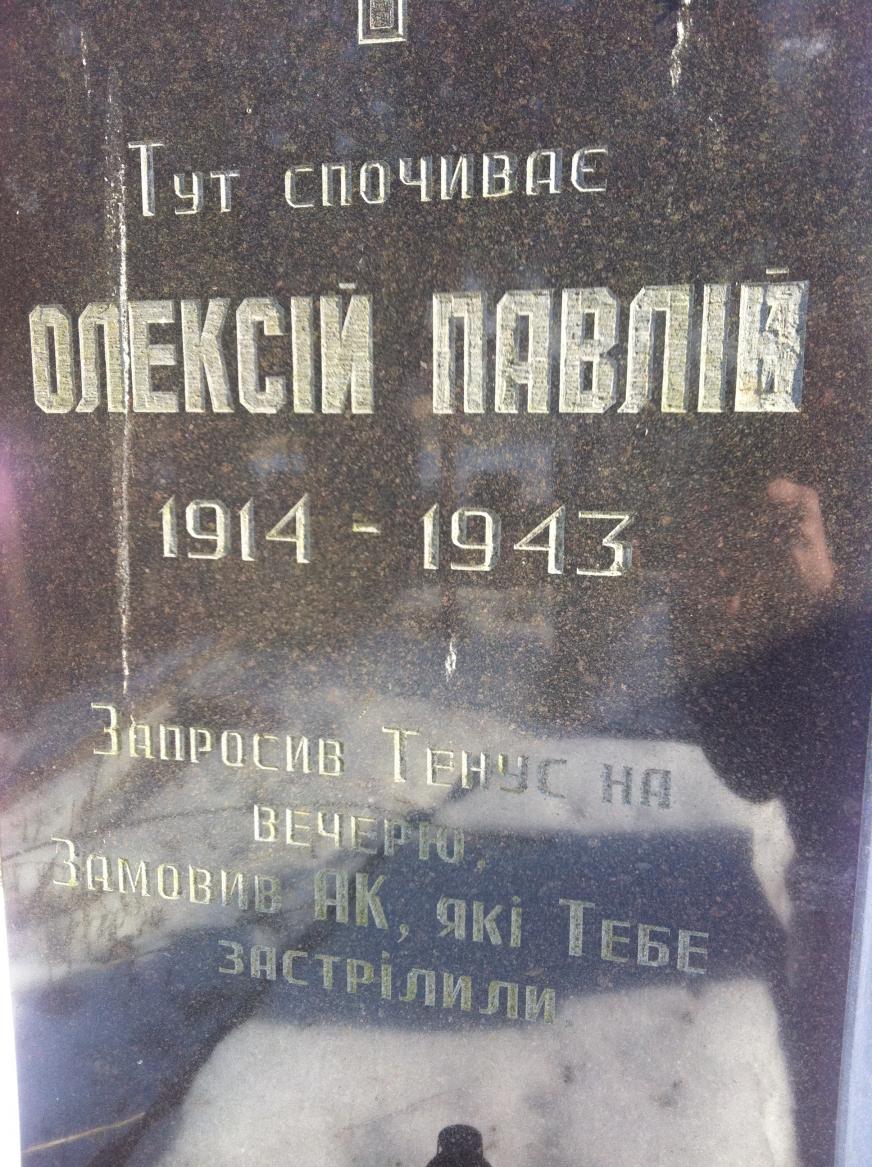 Тут спочиває
ОЛЕКСІЙ ПАВЛІЙ
1914 - 1943
Запросив Тенус на
вечерю,
Замовив АК, які Тебе
застрілили